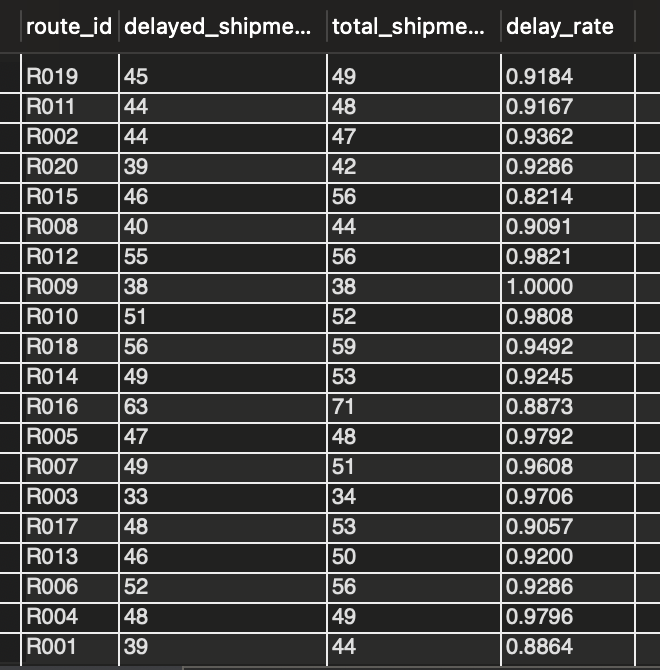 route_id delayed_shipme... total_shipme... delay_rate
R019 45 49 0.9184
R011 44 48 0.9167
R002 44 47 0.9362
R020 39 42 0.9286
R015 46 56 0.8214
R008 40 44 0.9091
R012 55 56 0.9821
R009 38 38 1.0000
R010 51 52 0.9808
R018 56 59 0.9492
R014 49 53 0.9245
R016 63 71 0.8873
R005 47 48 0.9792
R007 49 51 0.9608
R003 33 34 0.9706
R017 48 53 0.9057
R013 46 50 0.9200
R006 52 56 0.9286
R004 48 49 0.9796
R001 39 44 0.8864